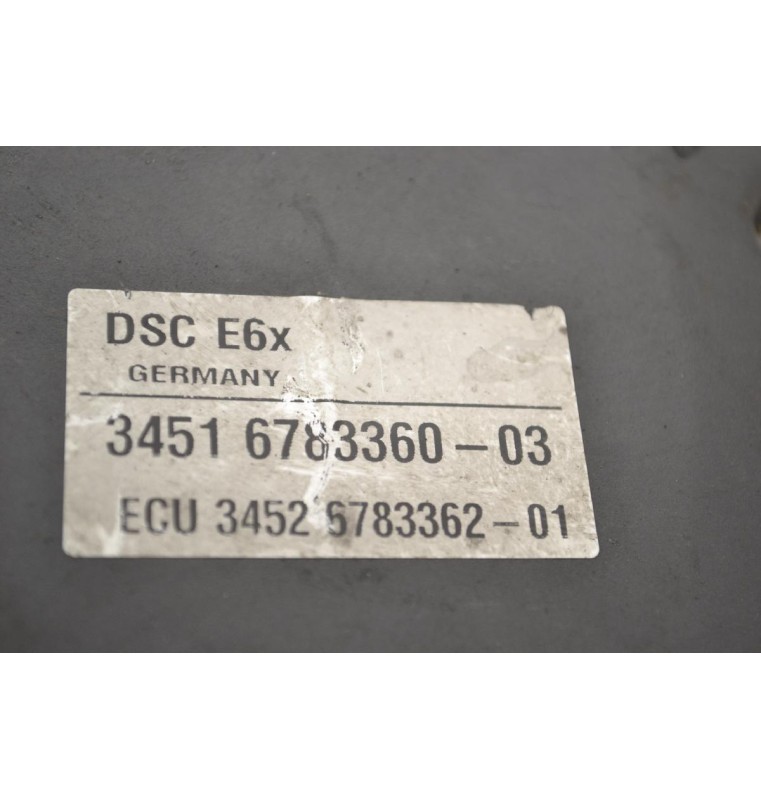 DSC E6x
GERMANY
3451 6783360-03
ECU 3452 6783362-01